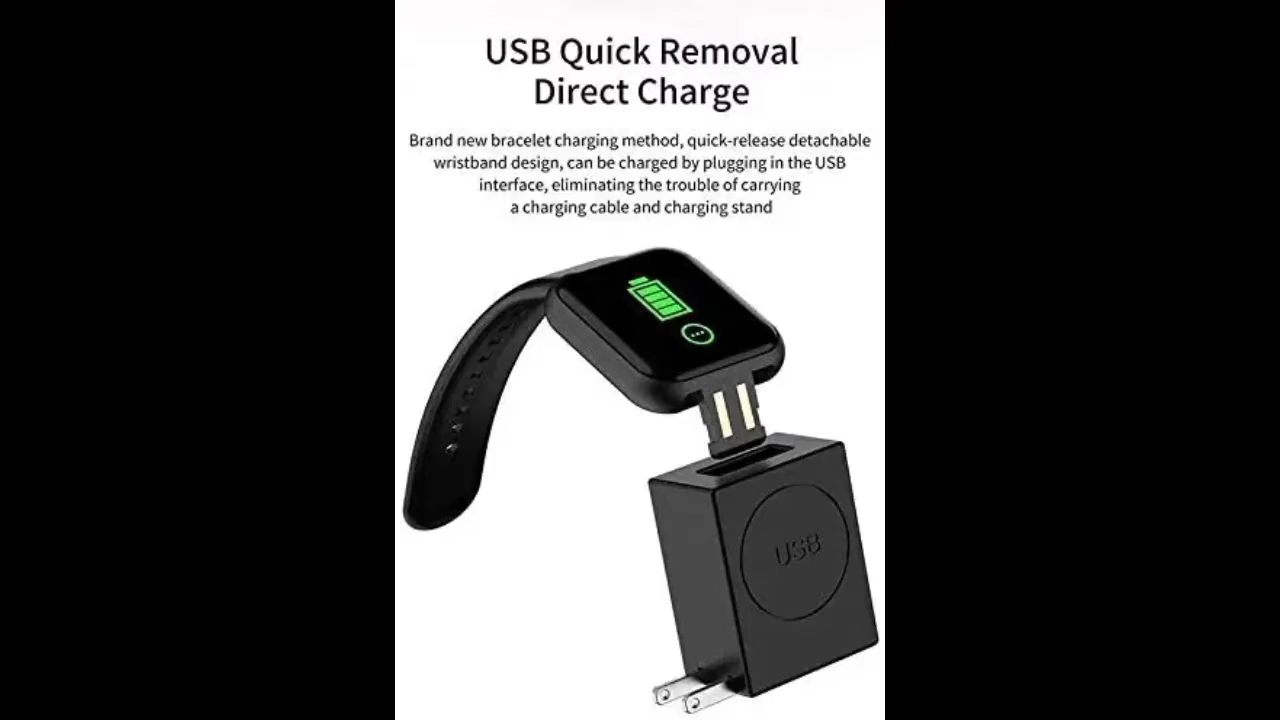 USB Quick Removal
Direct Charge
Brand new bracelet charging method, quick-release detachable
wristband design, can be charged by plugging in the USB
interface, eliminating the trouble of carrying
a charging cable and charging stand
USB